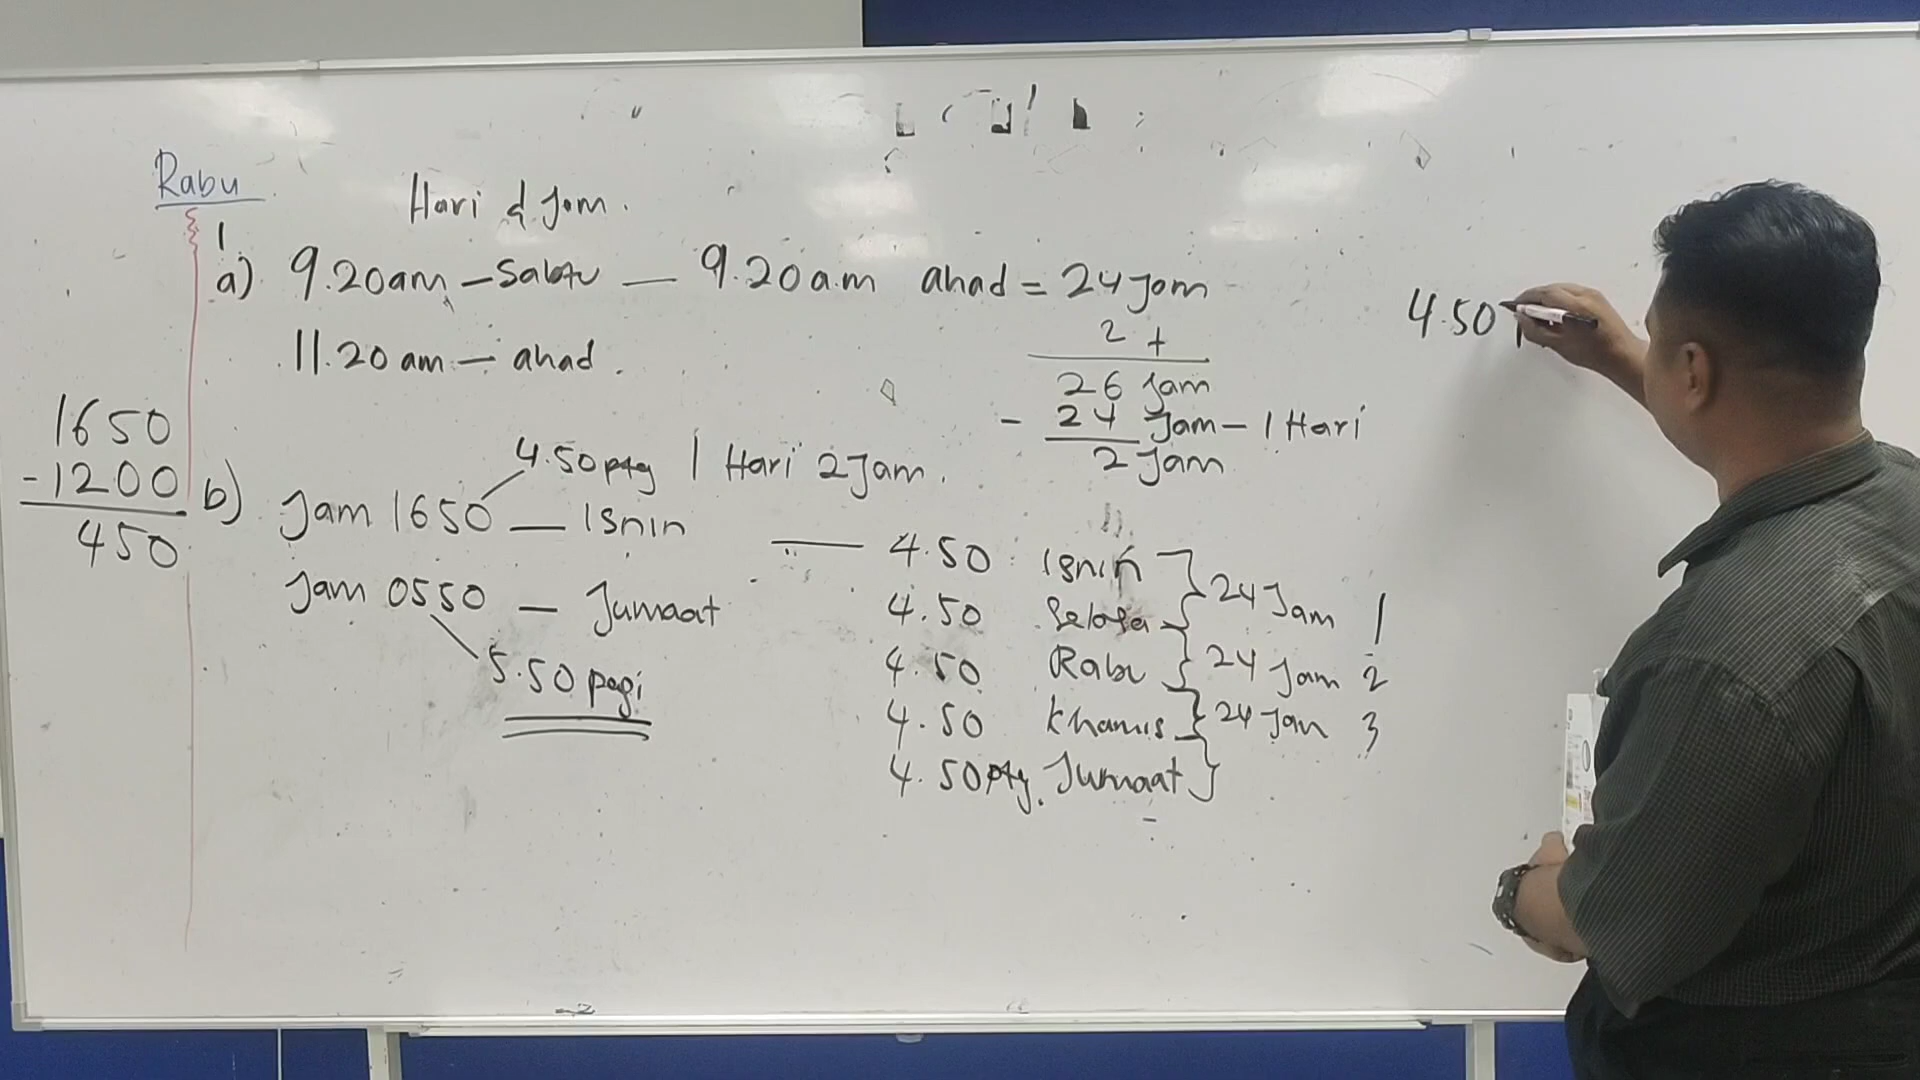 Rabu
Hari & Jam.
1
a) 9.20am - Sabtu - 9.20a.m ahad = 24 Jam
2 +
11.20 am - ahad.
26 Jam
- 24 Jam - 1 Hari
2 Jam
1650
-1200
450
4.50ptg 1 Hari 2 Jam.
b) Jam 1650 - Isnin
Jam 0550 - Jumaat
5.50 pagi
4.50 Isnin 24 Jam 1
4.50 Selasa
4.50 Rabu 24 Jam 2
4.50 Khamis 24 Jam 3
4.50ptg. Jumaat
4.50